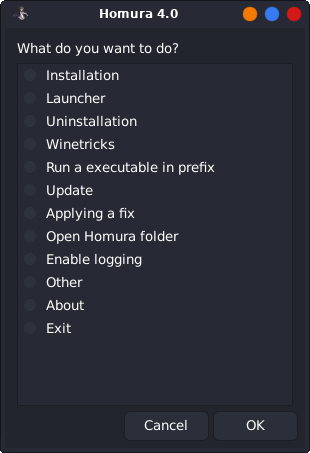 Homura 4.0
What do you want to do?
Installation
Launcher
Uninstallation
Winetricks
Run a executable in prefix
Update
Applying a fix
Open Homura folder
Enable logging
Other
About
Exit
Cancel OK